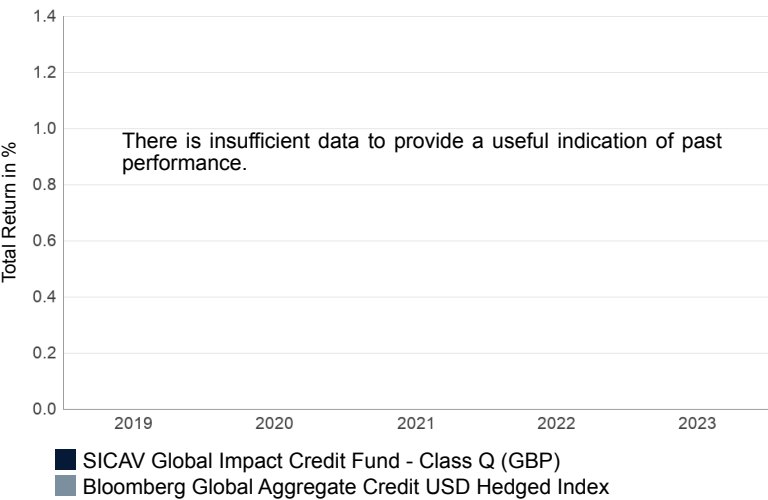 1.4
1.2
1.0
There is insufficient data to provide a useful indication of past
performance.
0.8
0.6
0.4
0.2
0.0
Total Return in %
2019 2020 2021 2022 2023
SICAV Global Impact Credit Fund - Class Q (GBP)
Bloomberg Global Aggregate Credit USD Hedged Index